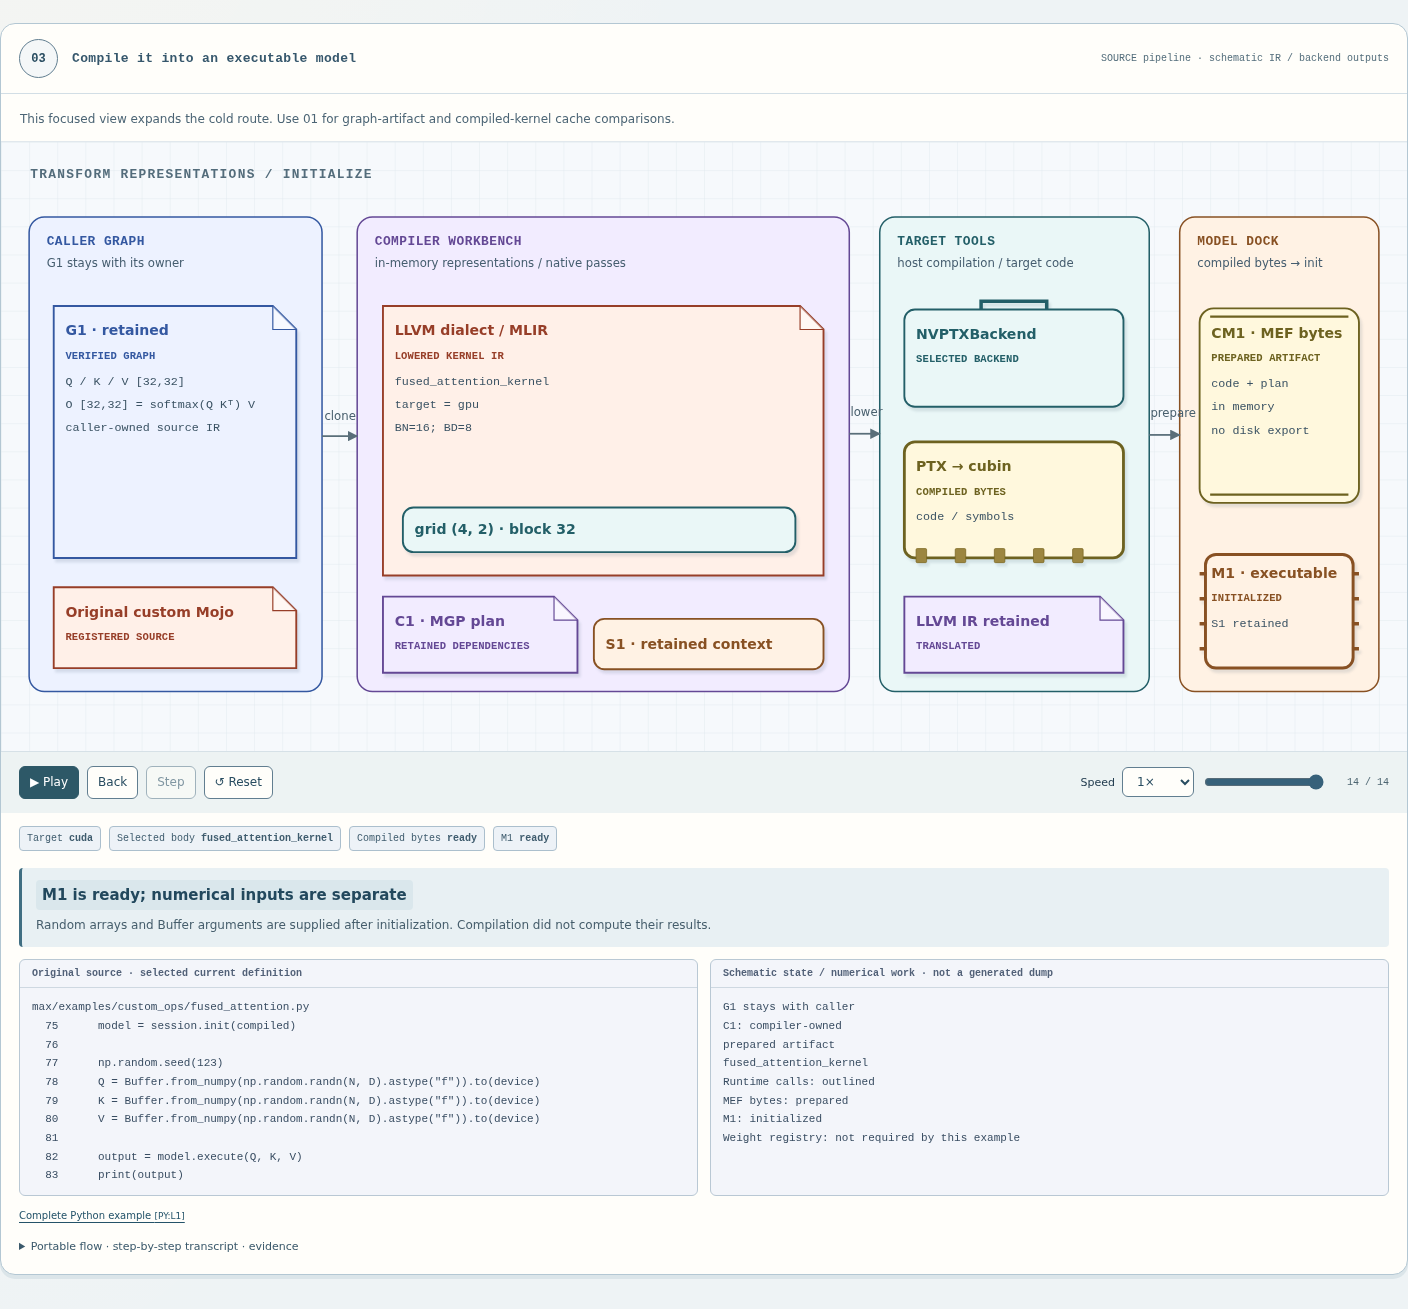 03
Compile it into an executable model
SOURCE pipeline · schematic IR / backend outputs
This focused view expands the cold route. Use 01 for graph-artifact and compiled-kernel cache comparisons.
TRANSFORM REPRESENTATIONS / INITIALIZE
CALLER GRAPH
G1 stays with its owner
G1 · retained
VERIFIED GRAPH
Q / K / V [32,32]
O [32,32] = softmax(Q Kᵀ) V
caller-owned source IR
Original custom Mojo
REGISTERED SOURCE
clone
COMPILER WORKBENCH
in-memory representations / native passes
LLVM dialect / MLIR
LOWERED KERNEL IR
fused_attention_kernel
target = gpu
BN=16; BD=8
grid (4, 2) · block 32
C1 · MGP plan
RETAINED DEPENDENCIES
S1 · retained context
lower
TARGET TOOLS
host compilation / target code
NVPTXBackend
SELECTED BACKEND
PTX → cubin
COMPILED BYTES
code / symbols
LLVM IR retained
TRANSLATED
prepare
MODEL DOCK
compiled bytes → init
CM1 · MEF bytes
PREPARED ARTIFACT
code + plan
in memory
no disk export
M1 · executable
INITIALIZED
S1 retained
▶ Play
Back
Step
↺ Reset
Speed
1×
14 / 14
Target cuda
Selected body fused_attention_kernel
Compiled bytes ready
M1 ready
M1 is ready; numerical inputs are separate
Random arrays and Buffer arguments are supplied after initialization. Compilation did not compute their results.
Original source · selected current definition
max/examples/custom_ops/fused_attention.py
75 model = session.init(compiled)
76
77 np.random.seed(123)
78 Q = Buffer.from_numpy(np.random.randn(N, D).astype("f")).to(device)
79 K = Buffer.from_numpy(np.random.randn(N, D).astype("f")).to(device)
80 V = Buffer.from_numpy(np.random.randn(N, D).astype("f")).to(device)
81
82 output = model.execute(Q, K, V)
83 print(output)
Schematic state / numerical work · not a generated dump
G1 stays with caller
C1: compiler-owned
prepared artifact
fused_attention_kernel
Runtime calls: outlined
MEF bytes: prepared
M1: initialized
Weight registry: not required by this example
Complete Python example [PY:L1]
▶ Portable flow · step-by-step transcript · evidence